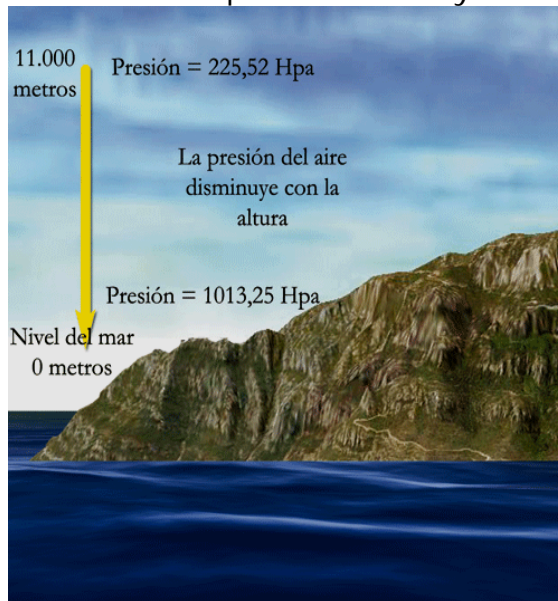 11.000
metros
Presión = 225,52 Hpa
La presión del aire
disminuye con la
altura
Presión = 1013,25 Hpa
Nivel del mar
0 metros